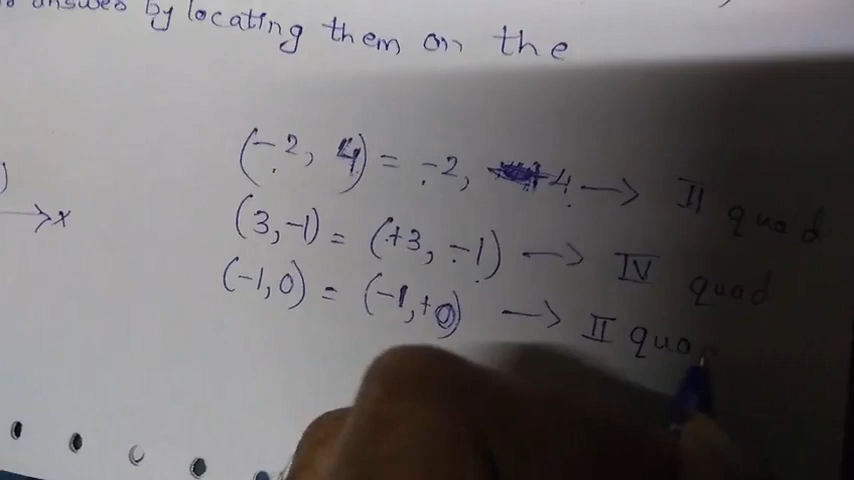 answer by locating them on the
(-2, 4) = -2, 4 → II quad
(3,-1) = (+3, -1) → IV quad
(-1,0) = (-1,+0) → II qua
)
→x